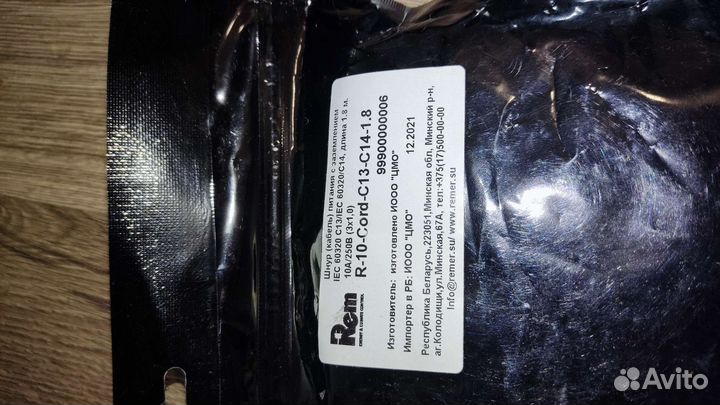 Шнур (кабель) питания с заземлением
IEC 60320 C13/IEC 60320/C14, длина 1.8 м.
10А/250В (3x1,0)
R-10-Cord-C13-C14-1.8
99900000006
Rem
Изготовитель: изготовлено ИООО "ЦМО"
Импортер в РБ: ИООО "ЦМО" 12.2021
Республика Беларусь,223051,Минская обл, Минский р-н,
аг.Колодищи,ул.Минская,67А, тел:+375(17)500-00-00
Info@remer.su/ www.remer.su
Avito